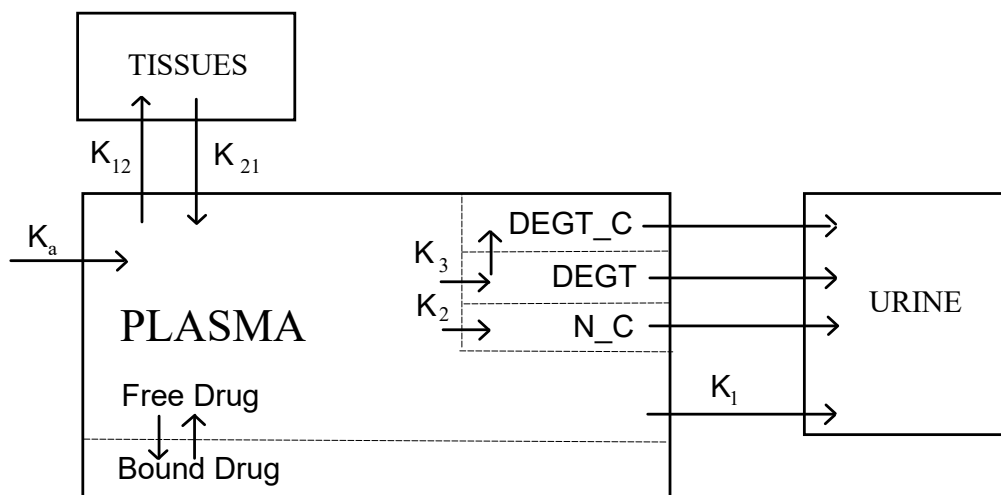 TISSUES
K12
K21
Ka
DEGT_C
K3
DEGT
URINE
K2
N_C
PLASMA
K1
Free Drug
Bound Drug